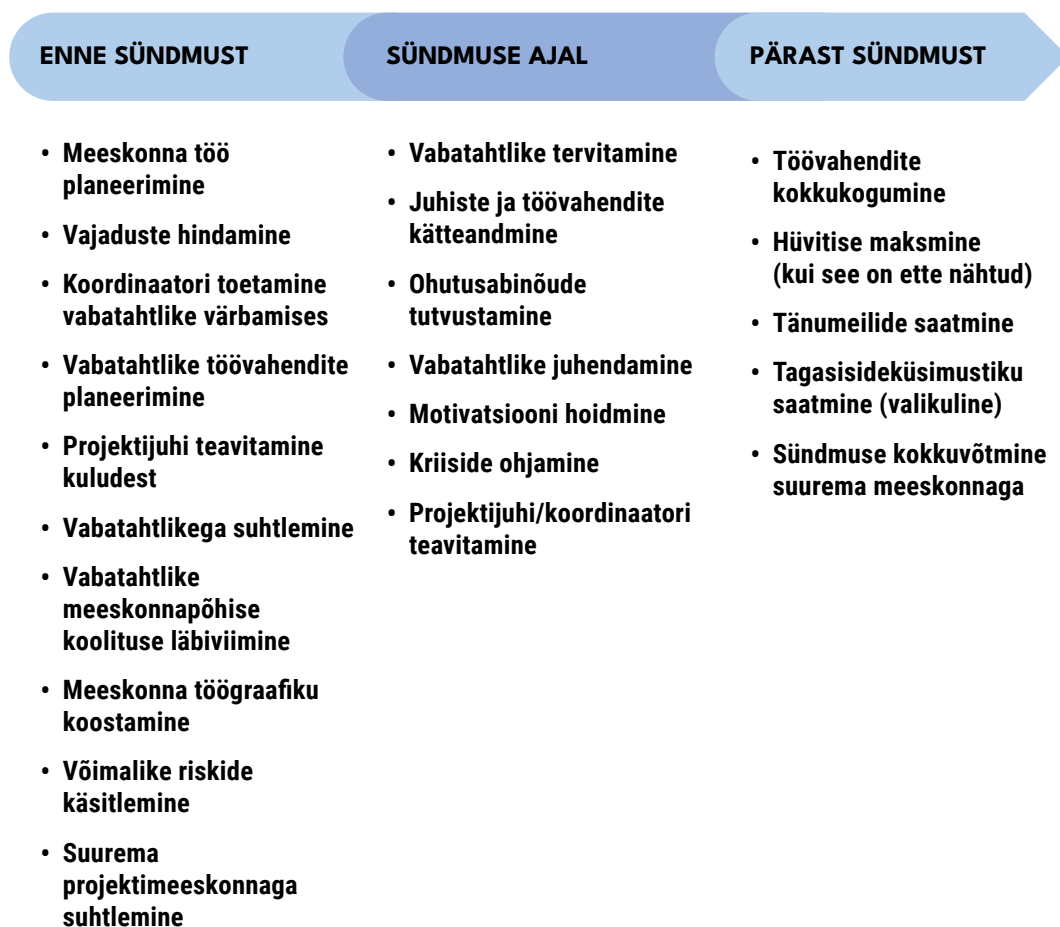 ENNE SÜNDMUST
• Meeskonna töö
planeerimine
• Vajaduste hindamine
• Koordinaatori toetamine
vabatahtlike värbamises
• Vabatahtlike töövahendite
planeerimine
• Projektijuhi teavitamine
kuludest
• Vabatahtlikega suhtlemine
• Vabatahtlike
meeskonnapõhise
koolituse läbiviimine
• Meeskonna töögraafiku
koostamine
• Võimalike riskide
käsitlemine
• Suurema
projektimeeskonnaga
suhtlemine
SÜNDMUSE AJAL
• Vabatahtlike tervitamine
• Juhiste ja töövahendite
kätteandmine
• Ohutusabinõude
tutvustamine
• Vabatahtlike juhendamine
• Motivatsiooni hoidmine
• Kriiside ohjamine
• Projektijuhi/koordinaatori
teavitamine
PÄRAST SÜNDMUST
• Töövahendite
kokkukogumine
• Hüvitise maksmine
(kui see on ette nähtud)
• Tänumeilide saatmine
• Tagasisideküsimustiku
saatmine (valikuline)
• Sündmuse kokkuvõtmine
suurema meeskonnaga